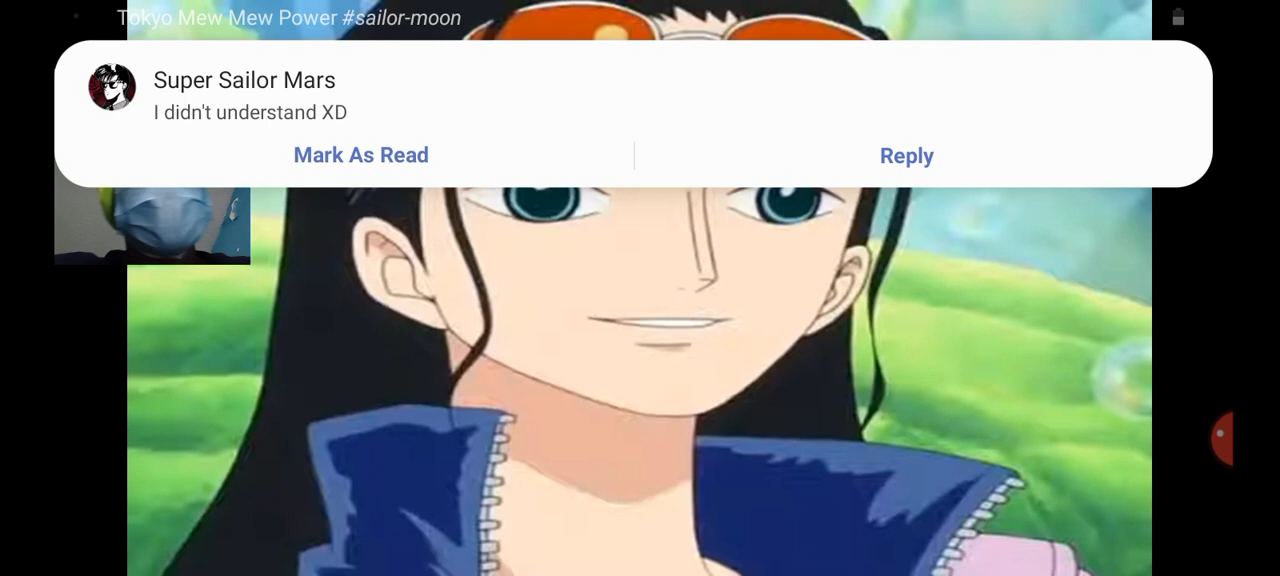 Tokyo Mew Mew Power #sailor-moon
Super Sailor Mars
I didn't understand XD
Mark As Read
Reply